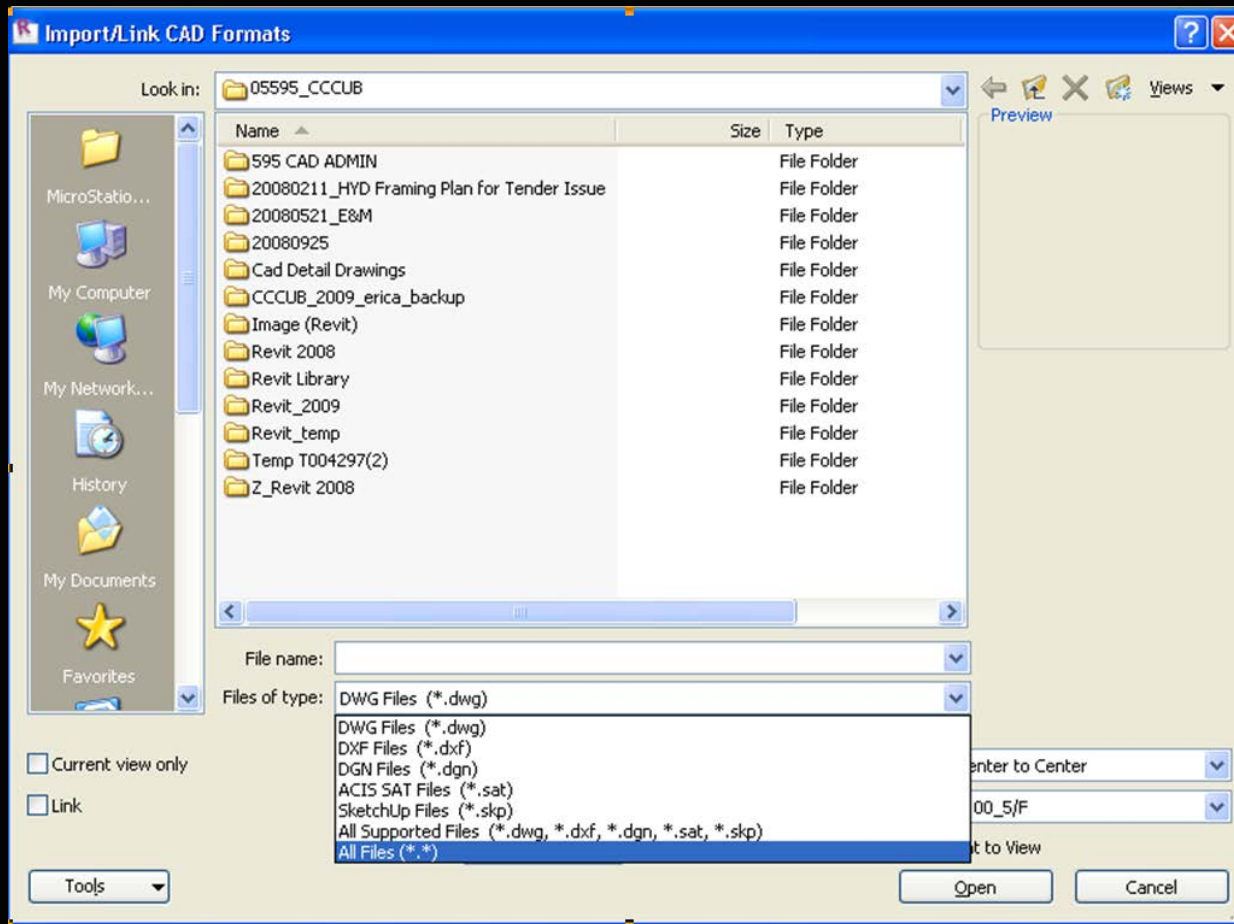 Import/Link CAD Formats
Look in: 05595_CCCUB Views
Preview
Name Size Type
595 CAD ADMIN File Folder
20080211_HYD Framing Plan for Tender Issue File Folder
20080521_E&M File Folder
20080925 File Folder
Cad Detail Drawings File Folder
CCCUB_2009_erica_backup File Folder
Image (Revit) File Folder
Revit 2008 File Folder
Revit Library File Folder
Revit_2009 File Folder
Revit_temp File Folder
Temp T004297(2) File Folder
Z_Revit 2008 File Folder
MicroStatio...
My Computer
My Network...
History
My Documents
Favorites
File name:
Files of type: DWG Files (*.dwg)
DWG Files (*.dwg)
DXF Files (*.dxf)
DGN Files (*.dgn)
ACIS SAT Files (*.sat)
SketchUp Files (*.skp)
All Supported Files (*.dwg, *.dxf, *.dgn, *.sat, *.skp)
All Files (*.*)
Current view only
Link
enter to Center
00_5/F
t to View
Tools Open Cancel